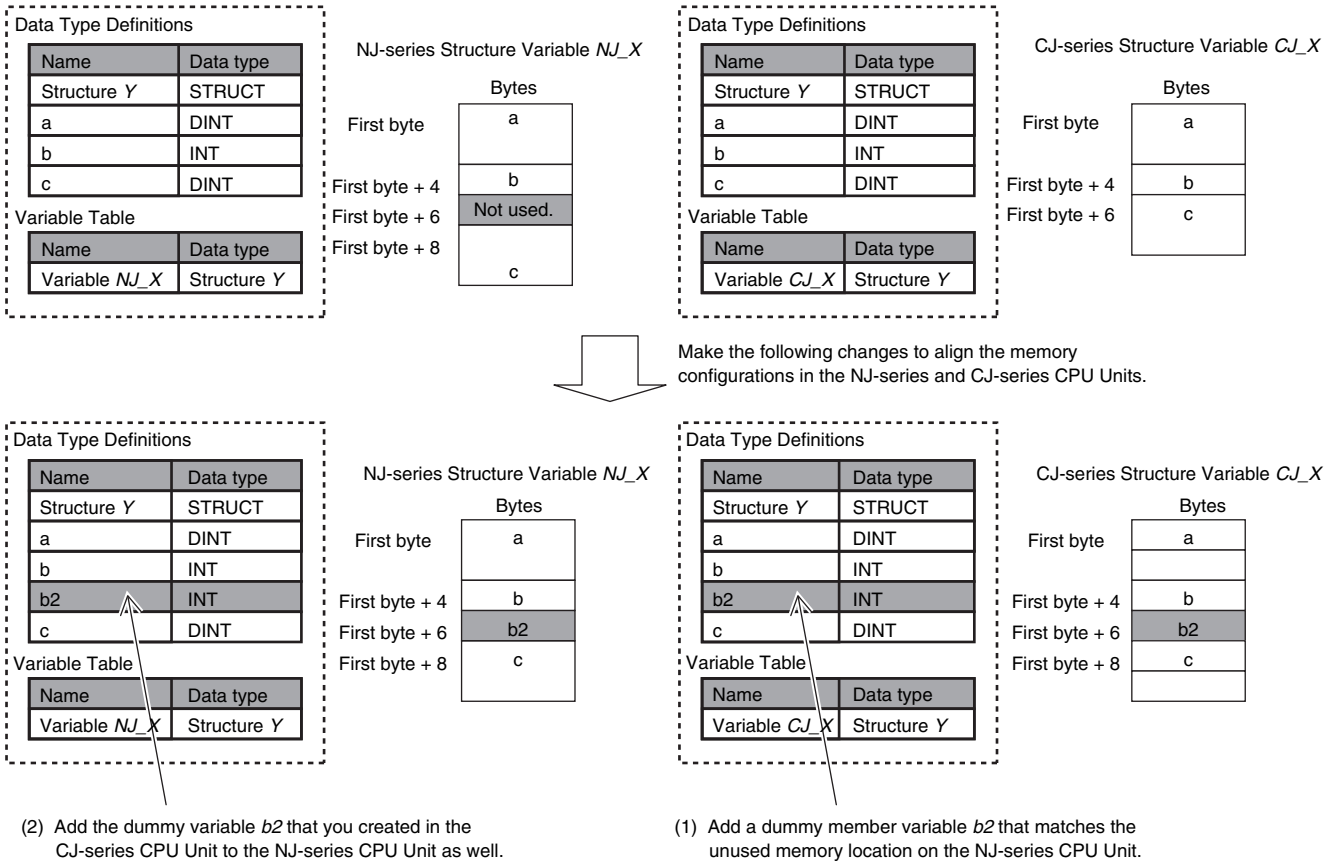 Data Type Definitions
Name Data type
Structure Y STRUCT
a DINT
b INT
c DINT
Variable Table
Name Data type
Variable NJ_X Structure Y
NJ-series Structure Variable NJ_X
Bytes
First byte a
First byte + 4 b
First byte + 6 Not used.
First byte + 8
c
Data Type Definitions
Name Data type
Structure Y STRUCT
a DINT
b INT
c DINT
Variable Table
Name Data type
Variable CJ_X Structure Y
CJ-series Structure Variable CJ_X
Bytes
First byte a
First byte + 4 b
First byte + 6 c
Make the following changes to align the memory
configurations in the NJ-series and CJ-series CPU Units.
Data Type Definitions
Name Data type
Structure Y STRUCT
a DINT
b INT
b2 INT
c DINT
Variable Table
Name Data type
Variable NJ_X Structure Y
NJ-series Structure Variable NJ_X
Bytes
First byte a
First byte + 4 b
First byte + 6 b2
First byte + 8 c
Data Type Definitions
Name Data type
Structure Y STRUCT
a DINT
b INT
b2 INT
c DINT
Variable Table
Name Data type
Variable CJ_X Structure Y
CJ-series Structure Variable CJ_X
Bytes
First byte a
First byte + 4 b
First byte + 6 b2
First byte + 8 c
(2) Add the dummy variable b2 that you created in the
CJ-series CPU Unit to the NJ-series CPU Unit as well.
(1) Add a dummy member variable b2 that matches the
unused memory location on the NJ-series CPU Unit.